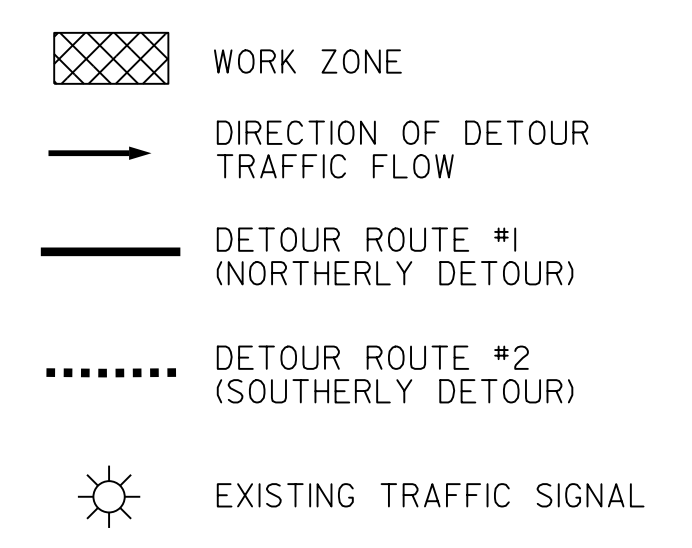 WORK ZONE
DIRECTION OF DETOUR
TRAFFIC FLOW
DETOUR ROUTE #1
(NORTHERLY DETOUR)
DETOUR ROUTE #2
(SOUTHERLY DETOUR)
EXISTING TRAFFIC SIGNAL